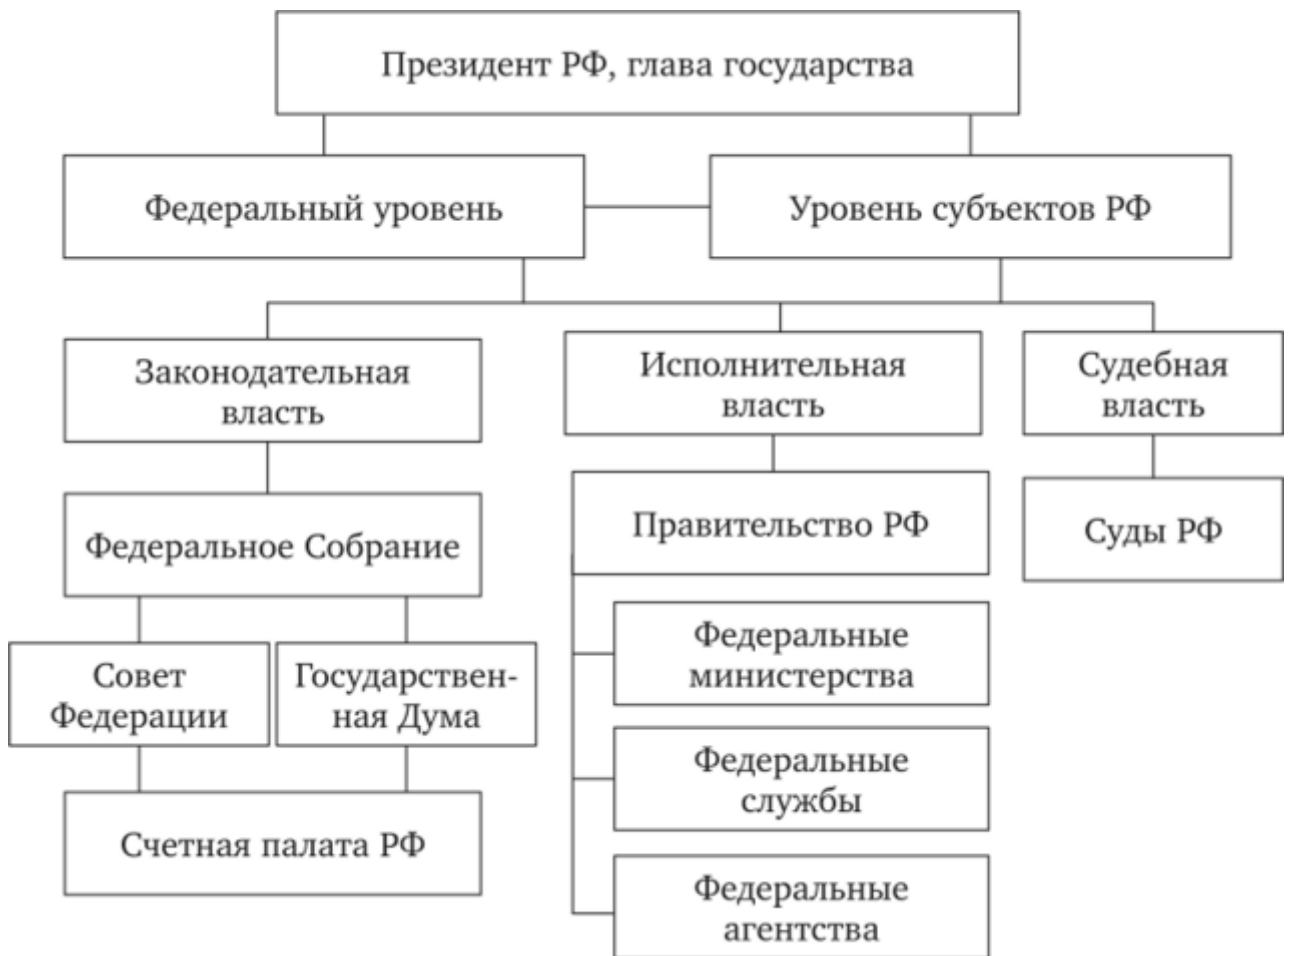 Президент РФ, глава государства
Федеральный уровень
Уровень субъектов РФ
Законодательная
власть
Исполнительная
власть
Судебная
власть
Федеральное Собрание
Правительство РФ
Суды РФ
Совет
Федерации
Государствен-
ная Дума
Федеральные
министерства
Федеральные
службы
Счетная палата РФ
Федеральные
агентства